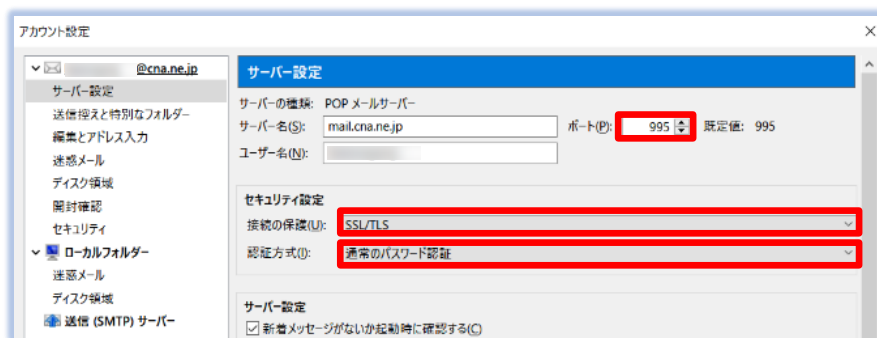 アカウント設定
@cna.ne.jp
サーバー設定
送信控えと特別なフォルダー
編集とアドレス入力
迷惑メール
ディスク領域
開封確認
セキュリティ
ローカルフォルダー
迷惑メール
ディスク領域
送信 (SMTP) サーバー
サーバー設定
サーバーの種類: POP メールサーバー
サーバー名(S): mail.cna.ne.jp ポート(P): 995 既定値: 995
ユーザー名(N):
セキュリティ設定
接続の保護(U): SSL/TLS
認証方式(I): 通常のパスワード認証
サーバー設定
新着メッセージがないか起動時に確認する(C)